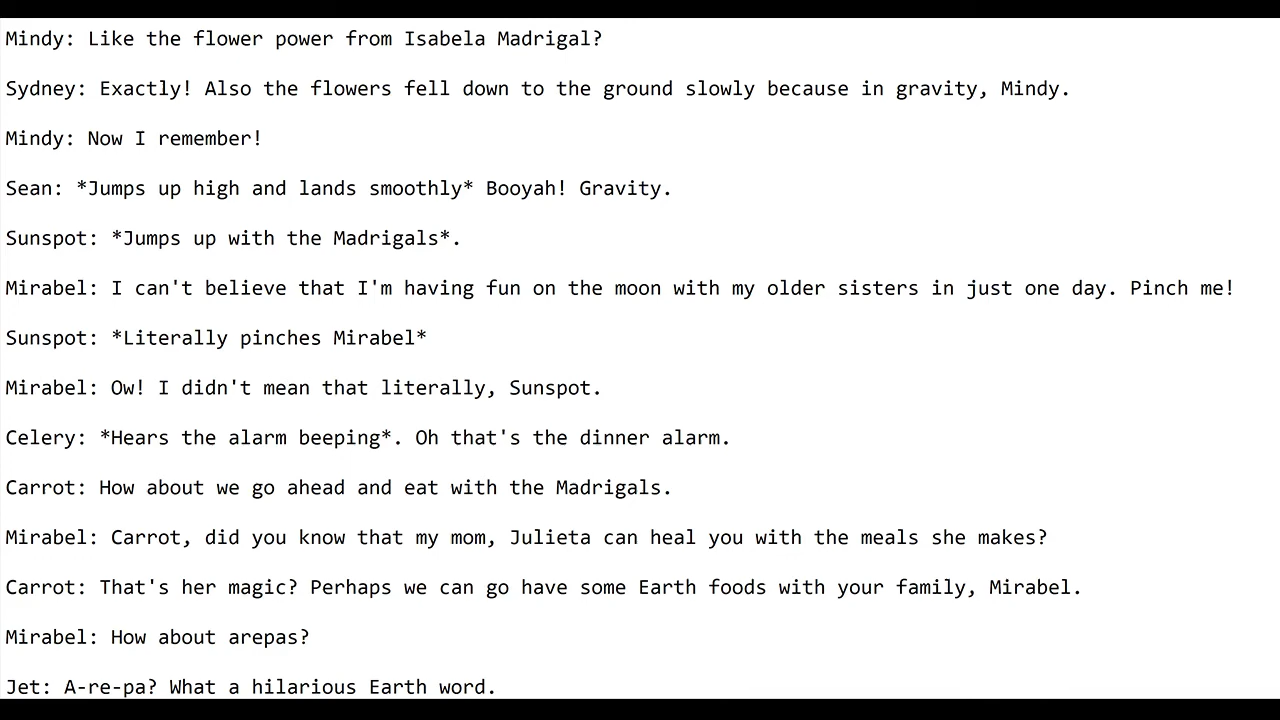 Mindy: Like the flower power from Isabela Madrigal?
Sydney: Exactly! Also the flowers fell down to the ground slowly because in gravity, Mindy.
Mindy: Now I remember!
Sean: *Jumps up high and lands smoothly* Booyah! Gravity.
Sunspot: *Jumps up with the Madrigals*.
Mirabel: I can't believe that I'm having fun on the moon with my older sisters in just one day. Pinch me!
Sunspot: *Literally pinches Mirabel*
Mirabel: Ow! I didn't mean that literally, Sunspot.
Celery: *Hears the alarm beeping*. Oh that's the dinner alarm.
Carrot: How about we go ahead and eat with the Madrigals.
Mirabel: Carrot, did you know that my mom, Julieta can heal you with the meals she makes?
Carrot: That's her magic? Perhaps we can go have some Earth foods with your family, Mirabel.
Mirabel: How about arepas?
Jet: A-re-pa? What a hilarious Earth word.